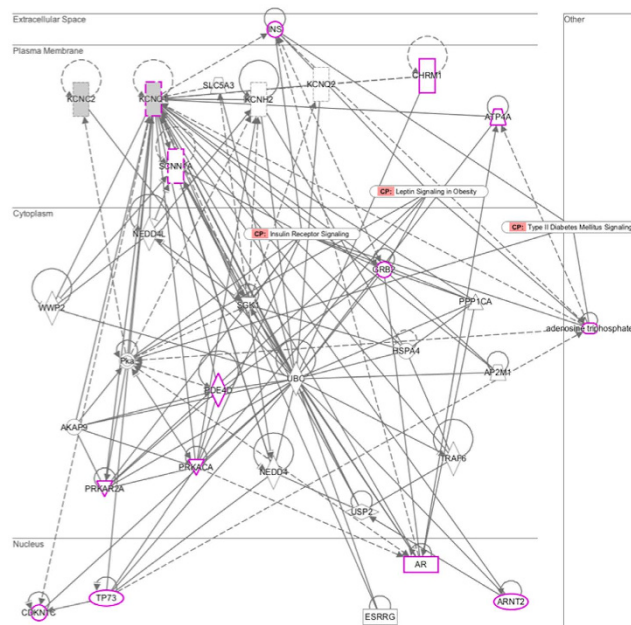 Extracellular Space
Other
INS
Plasma Membrane
CHRM1
KCNC2
KCNQ1
SLC5A3
KCNH2
KCNQ2
ATP4A
SCNN1A
CP: Leptin Signaling in Obesity
Cytoplasm
NEDD4L
CP: Insulin Receptor Signaling
CP: Type II Diabetes Mellitus Signaling
GRB2
WWP2
SGK1
PPP1CA
adenosine triphosphate
Pka
HSPA4
UBC
AP2M1
PDE4D
AKAP9
PRKACA
NEDD4
TRAF6
PRKAR2A
USP2
Nucleus
AR
CDKN1C
TP73
ARNT2
ESRRG